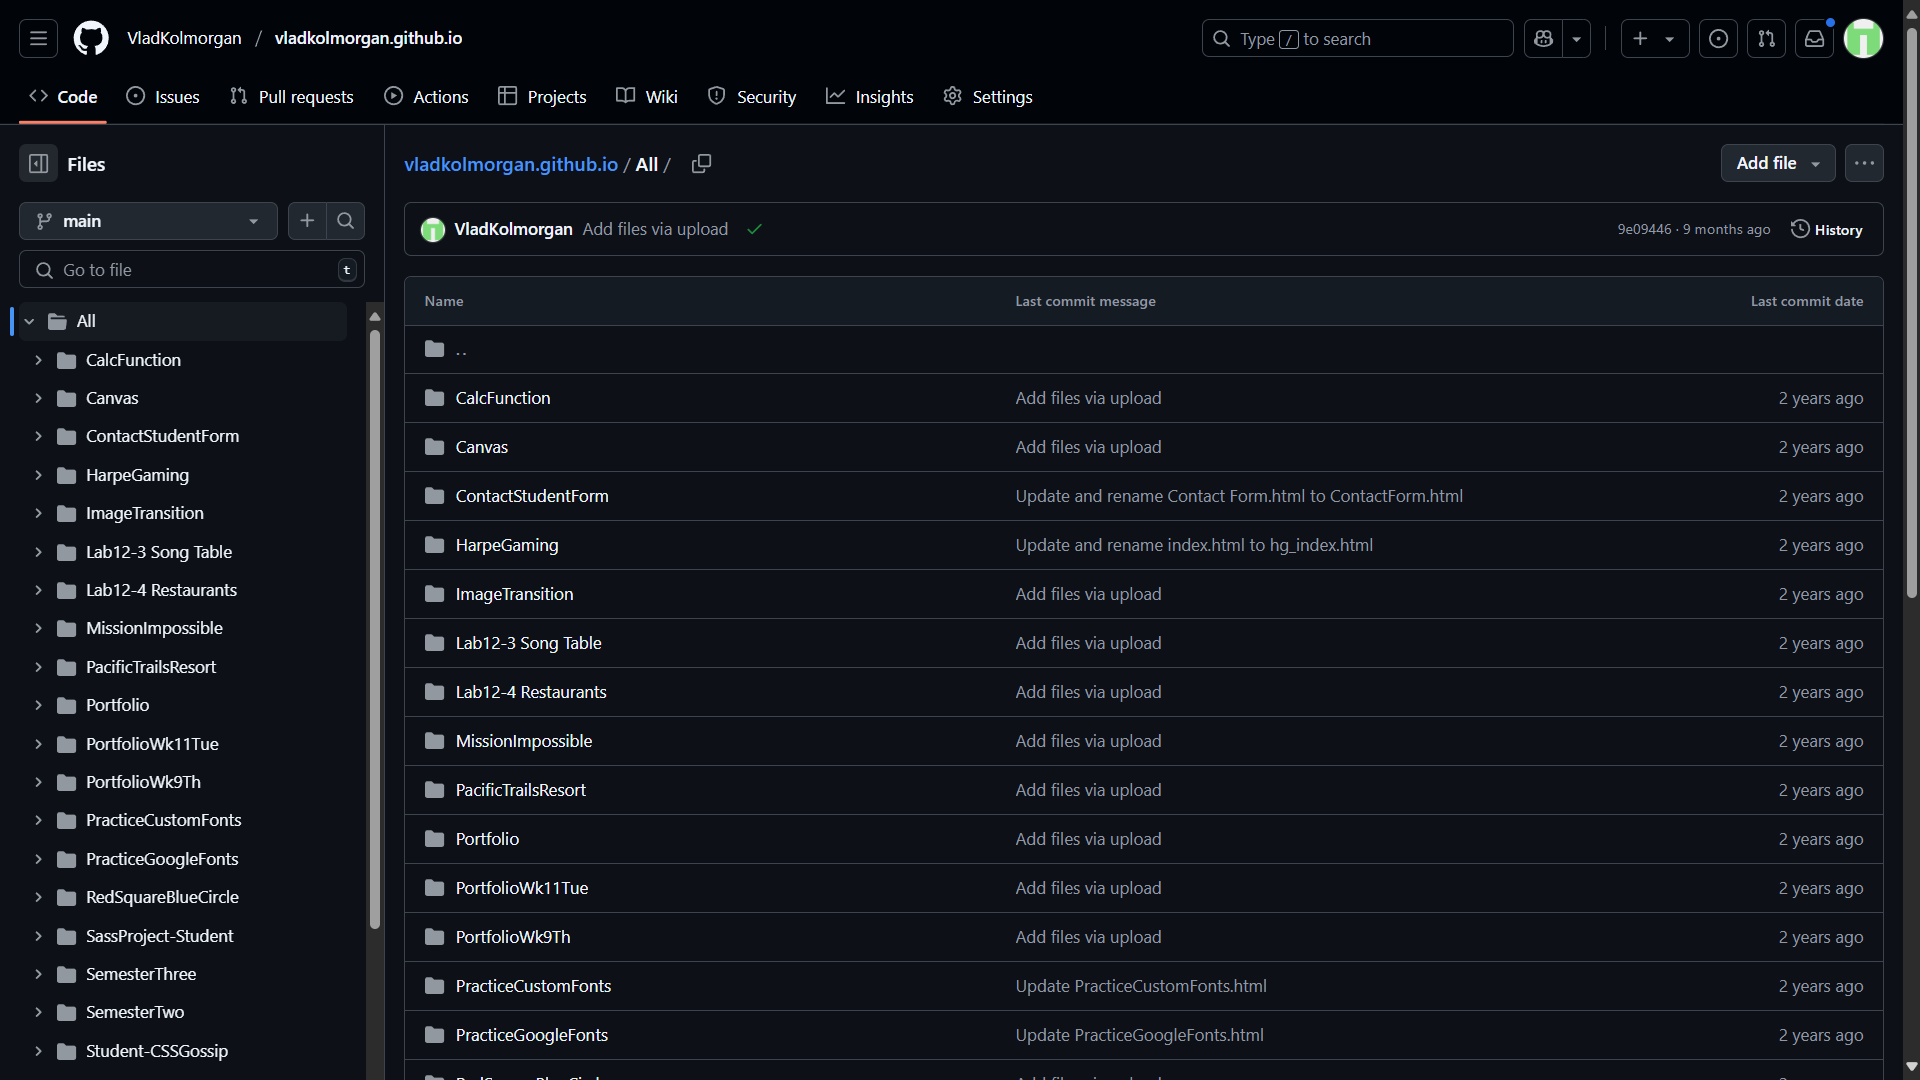 VladKolmorgan / vladkolmorgan.github.io
Type / to search
Code
Issues
Pull requests
Actions
Projects
Wiki
Security
Insights
Settings
Files
main
Go to file
t
All
CalcFunction
Canvas
ContactStudentForm
HarpeGaming
ImageTransition
Lab12-3 Song Table
Lab12-4 Restaurants
MissionImpossible
PacificTrailsResort
Portfolio
PortfolioWk11Tue
PortfolioWk9Th
PracticeCustomFonts
PracticeGoogleFonts
RedSquareBlueCircle
SassProject-Student
SemesterThree
SemesterTwo
Student-CSSGossip
vladkolmorgan.github.io / All /
Add file
VladKolmorgan Add files via upload
9e09446 · 9 months ago
History
Name Last commit message Last commit date
..
CalcFunction Add files via upload 2 years ago
Canvas Add files via upload 2 years ago
ContactStudentForm Update and rename Contact Form.html to ContactForm.html 2 years ago
HarpeGaming Update and rename index.html to hg_index.html 2 years ago
ImageTransition Add files via upload 2 years ago
Lab12-3 Song Table Add files via upload 2 years ago
Lab12-4 Restaurants Add files via upload 2 years ago
MissionImpossible Add files via upload 2 years ago
PacificTrailsResort Add files via upload 2 years ago
Portfolio Add files via upload 2 years ago
PortfolioWk11Tue Add files via upload 2 years ago
PortfolioWk9Th Add files via upload 2 years ago
PracticeCustomFonts Update PracticeCustomFonts.html 2 years ago
PracticeGoogleFonts Update PracticeGoogleFonts.html 2 years ago